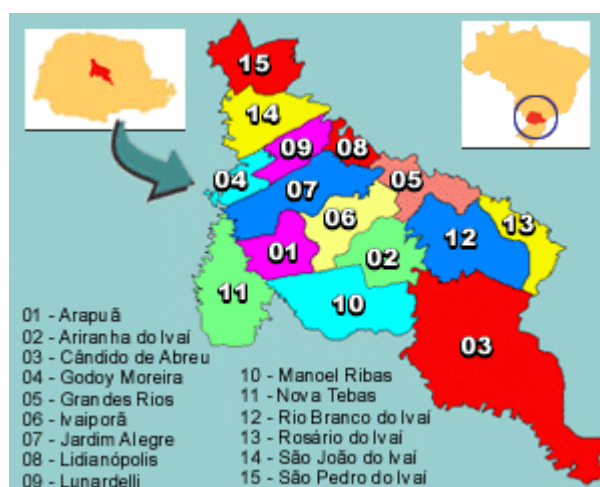 15
14
09
08
04
07
05
06
13
12
01
02
11
10
03
01 - Arapuã
02 - Ariranha do Ivaí
03 - Cândido de Abreu
04 - Godoy Moreira
05 - Grandes Rios
06 - Ivaiporã
07 - Jardim Alegre
08 - Lidianópolis
09 - Lunardelli
10 - Manoel Ribas
11 - Nova Tebas
12 - Rio Branco do Ivaí
13 - Rosário do Ivaí
14 - São João do Ivaí
15 - São Pedro do Ivaí